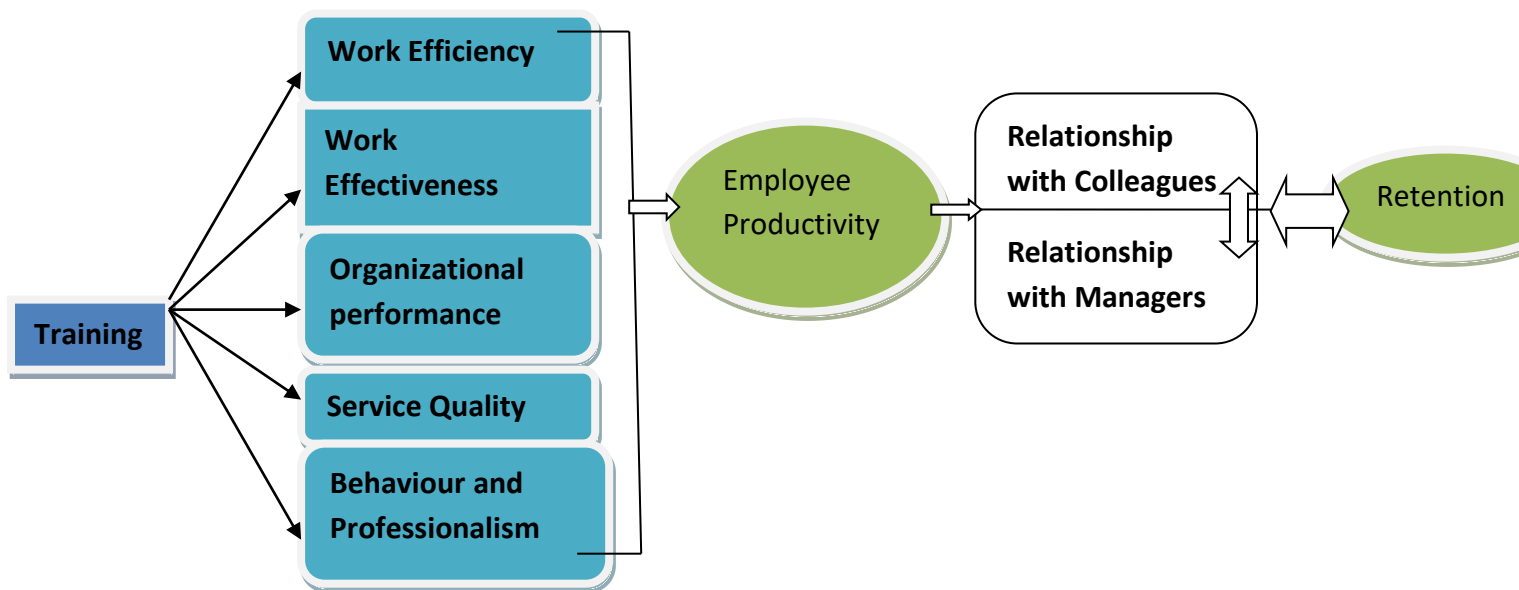 Training
Work Efficiency
Work
Effectiveness
Organizational
performance
Service Quality
Behaviour and
Professionalism
Employee
Productivity
Relationship
with Colleagues
Relationship
with Managers
Retention